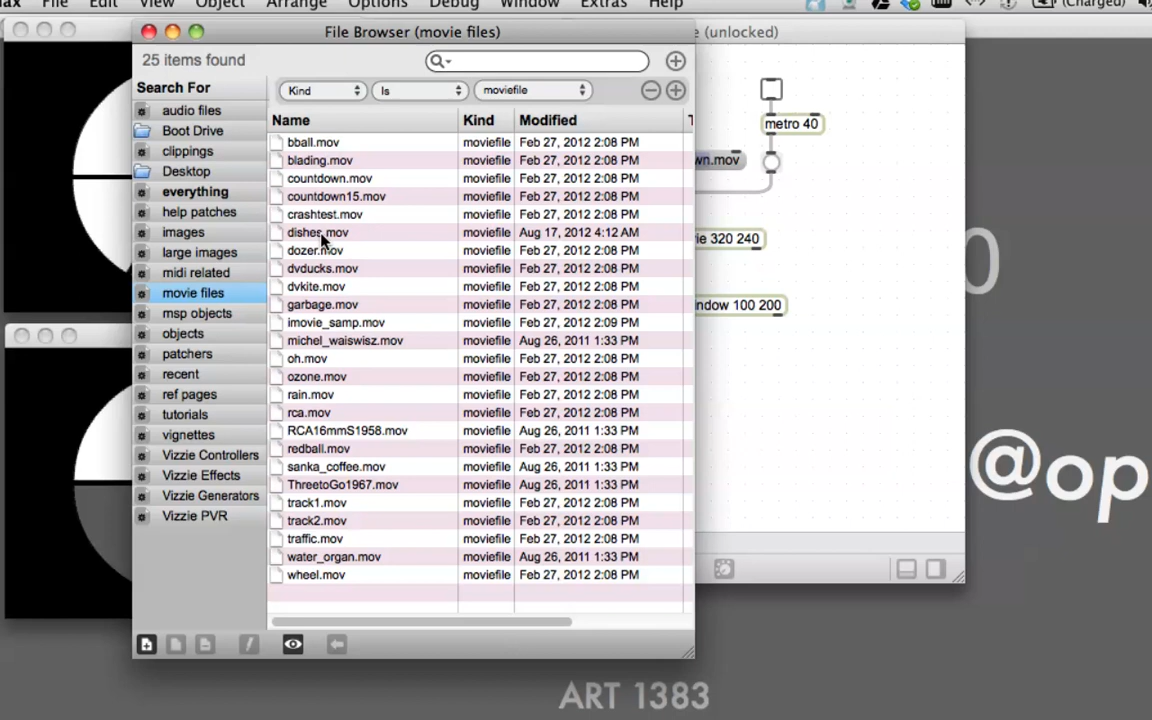 ax File Edit View Object Arrange Options Debug Window Extras Help (Charged)
File Browser (movie files)
(unlocked)
25 items found
Search For
Kind
Is
moviefile
Name Kind Modified
audio files
Boot Drive
clippings
Desktop
everything
help patches
images
large images
midi related
movie files
msp objects
objects
patchers
recent
ref pages
tutorials
vignettes
Vizzie Controllers
Vizzie Effects
Vizzie Generators
Vizzie PVR
bball.mov moviefile Feb 27, 2012 2:08 PM
blading.mov moviefile Feb 27, 2012 2:08 PM
countdown.mov moviefile Feb 27, 2012 2:08 PM
countdown15.mov moviefile Feb 27, 2012 2:08 PM
crashtest.mov moviefile Feb 27, 2012 2:08 PM
dishes.mov moviefile Aug 17, 2012 4:12 AM
dozer.mov moviefile Feb 27, 2012 2:08 PM
dvducks.mov moviefile Feb 27, 2012 2:08 PM
dvkite.mov moviefile Feb 27, 2012 2:08 PM
garbage.mov moviefile Feb 27, 2012 2:08 PM
imovie_samp.mov moviefile Feb 27, 2012 2:09 PM
michel_waiswisz.mov moviefile Aug 26, 2011 1:33 PM
oh.mov moviefile Feb 27, 2012 2:08 PM
ozone.mov moviefile Feb 27, 2012 2:08 PM
rain.mov moviefile Feb 27, 2012 2:08 PM
rca.mov moviefile Feb 27, 2012 2:08 PM
RCA16mmS1958.mov moviefile Aug 26, 2011 1:33 PM
redball.mov moviefile Feb 27, 2012 2:08 PM
sanka_coffee.mov moviefile Aug 26, 2011 1:33 PM
ThreetoGo1967.mov moviefile Aug 26, 2011 1:33 PM
track1.mov moviefile Feb 27, 2012 2:08 PM
track2.mov moviefile Feb 27, 2012 2:08 PM
traffic.mov moviefile Feb 27, 2012 2:08 PM
water_organ.mov moviefile Aug 26, 2011 1:33 PM
wheel.mov moviefile Feb 27, 2012 2:08 PM
metro 40
wn.mov
ie 320 240
ndow 100 200
0
@op
ART 1383